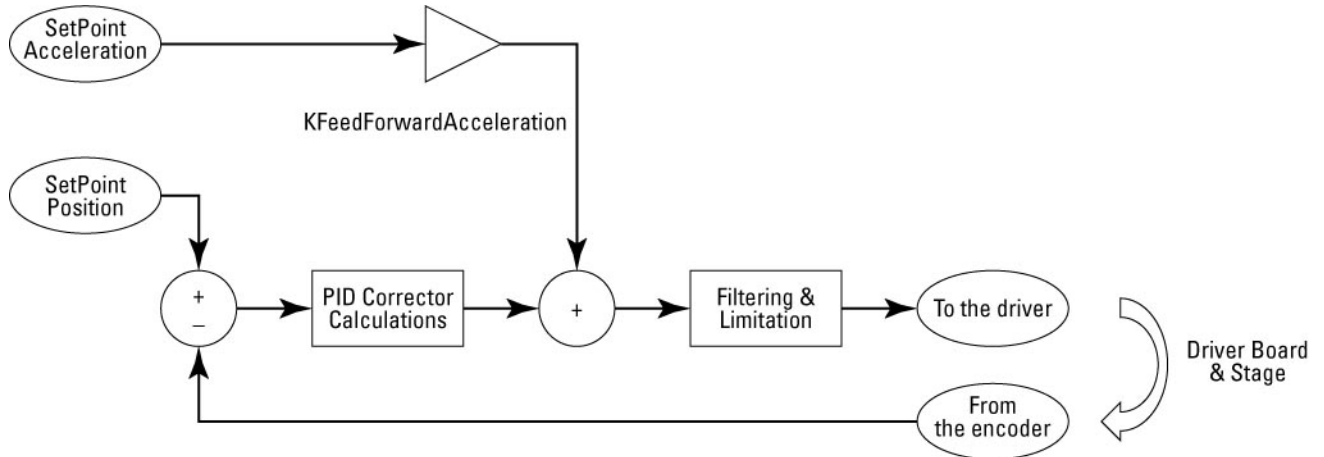 SetPoint
Acceleration
KFeedForwardAcceleration
SetPoint
Position
+
–
PID Corrector
Calculations
+
Filtering &
Limitation
To the driver
Driver Board
& Stage
From
the encoder